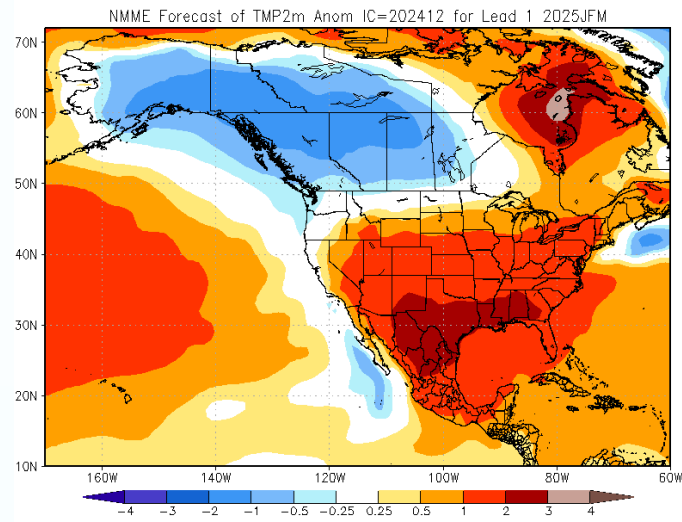 NMME Forecast of TMP2m Anom IC=202412 for Lead 1 2025JFM
70N
60N
50N
40N
30N
20N
10N
160W 140W 120W 100W 80W 60W
-4 -3 -2 -1 -0.5 -0.25 0.25 0.5 1 2 3 4